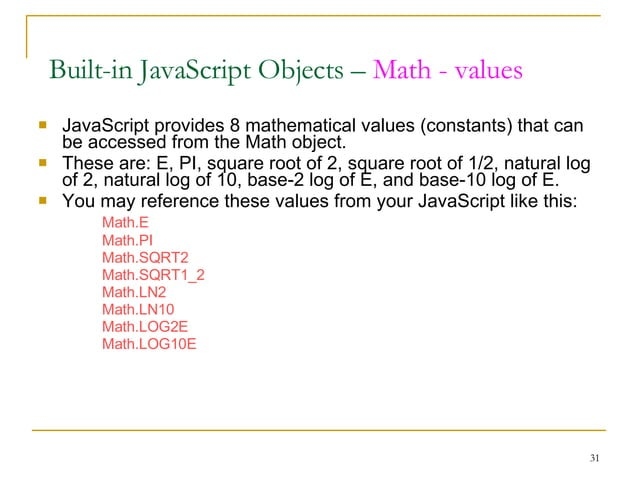 Built-in JavaScript Objects – Math - values
JavaScript provides 8 mathematical values (constants) that can
be accessed from the Math object.
These are: E, PI, square root of 2, square root of 1/2, natural log
of 2, natural log of 10, base-2 log of E, and base-10 log of E.
You may reference these values from your JavaScript like this:
Math.E
Math.PI
Math.SQRT2
Math.SQRT1_2
Math.LN2
Math.LN10
Math.LOG2E
Math.LOG10E
31